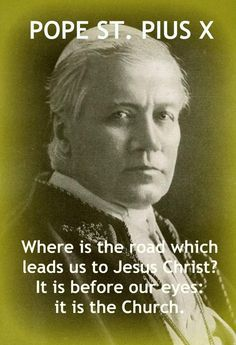 POPE ST. PIUS X
Where is the road which
leads us to Jesus Christ?
It is before our eyes:
it is the Church.